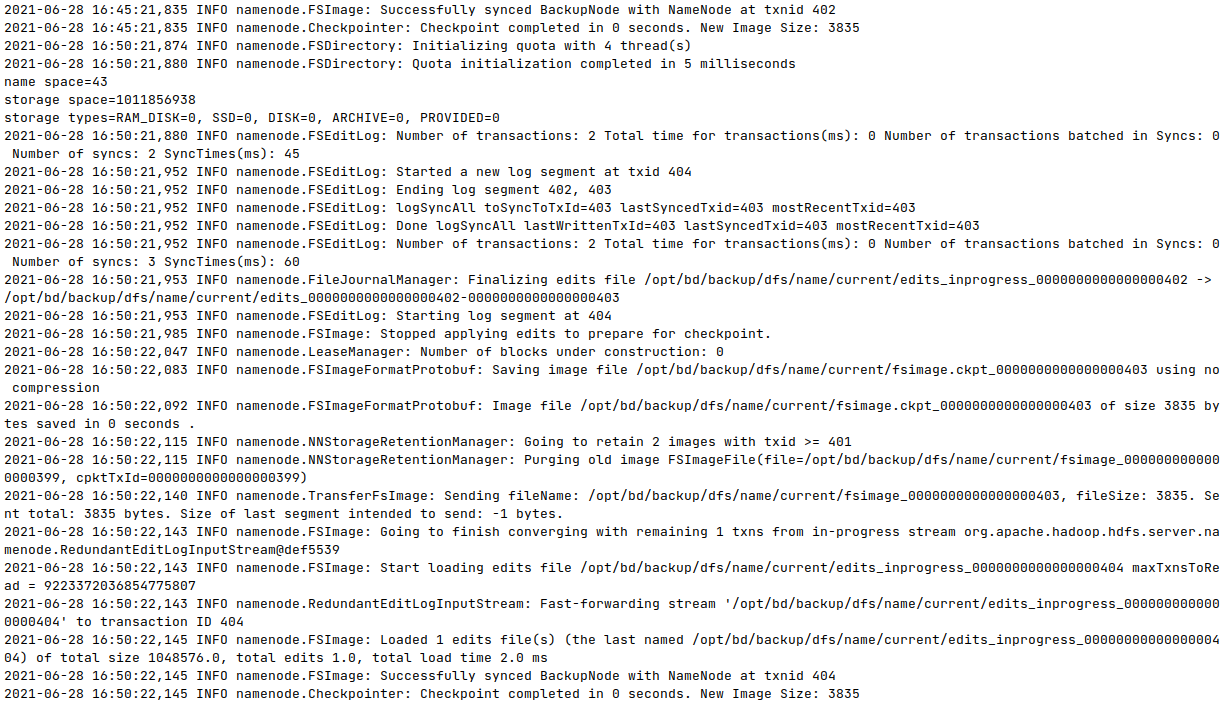 2021-06-28 16:45:21,835 INFO namenode.FSImage: Successfully synced BackupNode with NameNode at txnid 402
2021-06-28 16:45:21,835 INFO namenode.Checkpointer: Checkpoint completed in 0 seconds. New Image Size: 3835
2021-06-28 16:50:21,874 INFO namenode.FSDirectory: Initializing quota with 4 thread(s)
2021-06-28 16:50:21,880 INFO namenode.FSDirectory: Quota initialization completed in 5 milliseconds
name space=43
storage space=1011856938
storage types=RAM_DISK=0, SSD=0, DISK=0, ARCHIVE=0, PROVIDED=0
2021-06-28 16:50:21,880 INFO namenode.FSEditLog: Number of transactions: 2 Total time for transactions(ms): 0 Number of transactions batched in Syncs: 0
Number of syncs: 2 SyncTimes(ms): 45
2021-06-28 16:50:21,952 INFO namenode.FSEditLog: Started a new log segment at txid 404
2021-06-28 16:50:21,952 INFO namenode.FSEditLog: Ending log segment 402, 403
2021-06-28 16:50:21,952 INFO namenode.FSEditLog: logSyncAll toSyncToTxId=403 lastSyncedTxid=403 mostRecentTxid=403
2021-06-28 16:50:21,952 INFO namenode.FSEditLog: Done logSyncAll lastWrittenTxId=403 lastSyncedTxid=403 mostRecentTxid=403
2021-06-28 16:50:21,952 INFO namenode.FSEditLog: Number of transactions: 2 Total time for transactions(ms): 0 Number of transactions batched in Syncs: 0
Number of syncs: 3 SyncTimes(ms): 60
2021-06-28 16:50:21,953 INFO namenode.FileJournalManager: Finalizing edits file /opt/bd/backup/dfs/name/current/edits_inprogress_0000000000000000402 ->
/opt/bd/backup/dfs/name/current/edits_0000000000000000402-0000000000000000403
2021-06-28 16:50:21,953 INFO namenode.FSEditLog: Starting log segment at 404
2021-06-28 16:50:21,985 INFO namenode.FSImage: Stopped applying edits to prepare for checkpoint.
2021-06-28 16:50:22,047 INFO namenode.LeaseManager: Number of blocks under construction: 0
2021-06-28 16:50:22,083 INFO namenode.FSImageFormatProtobuf: Saving image file /opt/bd/backup/dfs/name/current/fsimage.ckpt_0000000000000000403 using no
compression
2021-06-28 16:50:22,092 INFO namenode.FSImageFormatProtobuf: Image file /opt/bd/backup/dfs/name/current/fsimage.ckpt_0000000000000000403 of size 3835 by
tes saved in 0 seconds .
2021-06-28 16:50:22,115 INFO namenode.NNStorageRetentionManager: Going to retain 2 images with txid >= 401
2021-06-28 16:50:22,115 INFO namenode.NNStorageRetentionManager: Purging old image FSImageFile(file=/opt/bd/backup/dfs/name/current/fsimage_000000000000
0000399, cpktTxId=0000000000000000399)
2021-06-28 16:50:22,140 INFO namenode.TransferFsImage: Sending fileName: /opt/bd/backup/dfs/name/current/fsimage_0000000000000000403, fileSize: 3835. Se
nt total: 3835 bytes. Size of last segment intended to send: -1 bytes.
2021-06-28 16:50:22,143 INFO namenode.FSImage: Going to finish converging with remaining 1 txns from in-progress stream org.apache.hadoop.hdfs.server.na
menode.RedundantEditLogInputStream@def5539
2021-06-28 16:50:22,143 INFO namenode.FSImage: Start loading edits file /opt/bd/backup/dfs/name/current/edits_inprogress_0000000000000000404 maxTxnsToRe
ad = 9223372036854775807
2021-06-28 16:50:22,143 INFO namenode.RedundantEditLogInputStream: Fast-forwarding stream '/opt/bd/backup/dfs/name/current/edits_inprogress_000000000000
0000404' to transaction ID 404
2021-06-28 16:50:22,145 INFO namenode.FSImage: Loaded 1 edits file(s) (the last named /opt/bd/backup/dfs/name/current/edits_inprogress_00000000000000004
04) of total size 1048576.0, total edits 1.0, total load time 2.0 ms
2021-06-28 16:50:22,145 INFO namenode.FSImage: Successfully synced BackupNode with NameNode at txnid 404
2021-06-28 16:50:22,145 INFO namenode.Checkpointer: Checkpoint completed in 0 seconds. New Image Size: 3835